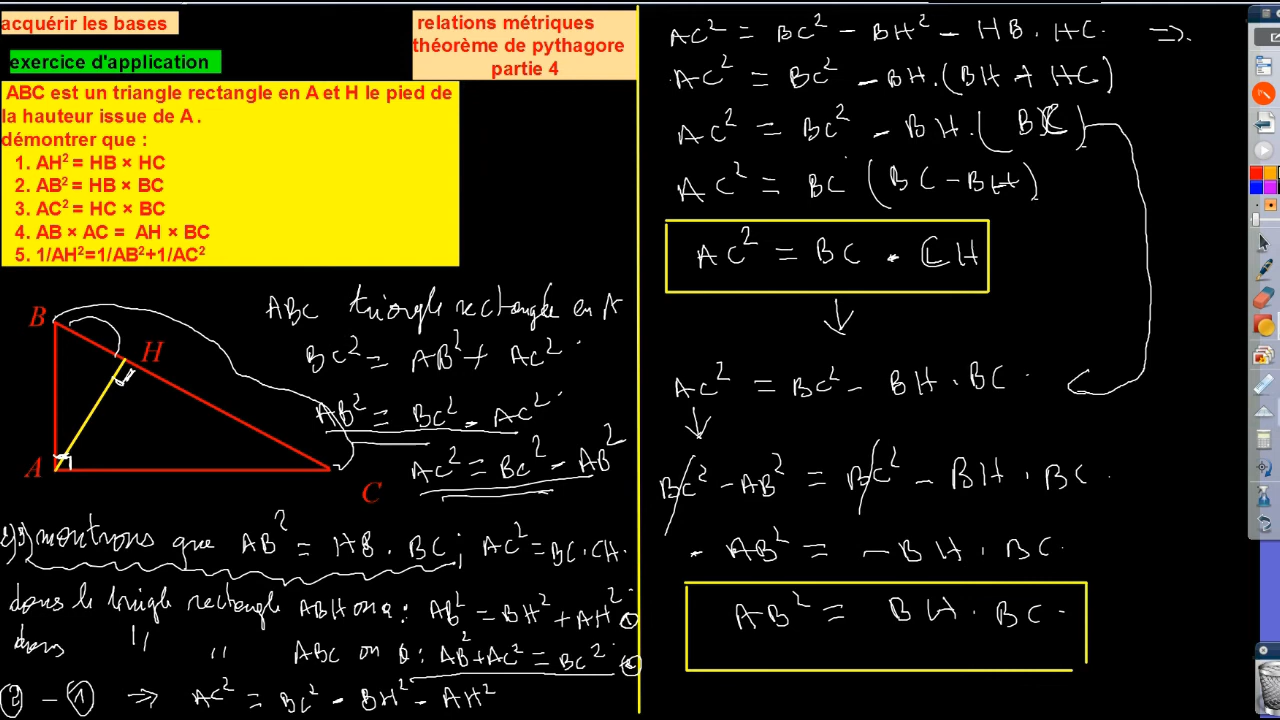 acquérir les bases
exercice d'application
relations métriques
théorème de pythagore
partie 4
ABC est un triangle rectangle en A et H le pied de
la hauteur issue de A .
démontrer que :
1. AH² = HB × HC
2. AB² = HB × BC
3. AC² = HC × BC
4. AB × AC = AH × BC
5. 1/AH²=1/AB²+1/AC²
B
H
A
C
ABC triangle rectangle en A
BC² = AB² + AC²
AB² = BC² - AC²
AC² = BC² - AB²
2)3) montrons que AB² = HB . BC ; AC² = BC . CH .
dans le triangle rectangle ABH on a : AB² = BH² + AH² ①
dans " " ABC on a : AB² + AC² = BC² ②
② - ① ⇒ AC² = BC² - BH² - AH²
AC² = BC² - BH² - HB . HC . ⇒
AC² = BC² - BH . (BH + HC)
AC² = BC² - BH . (BC)
AC² = BC (BC - BH)
AC² = BC . CH
AC² = BC² - BH . BC .
BC² - AB² = BC² - BH . BC .
- AB² = - BH . BC .
AB² = BH . BC .